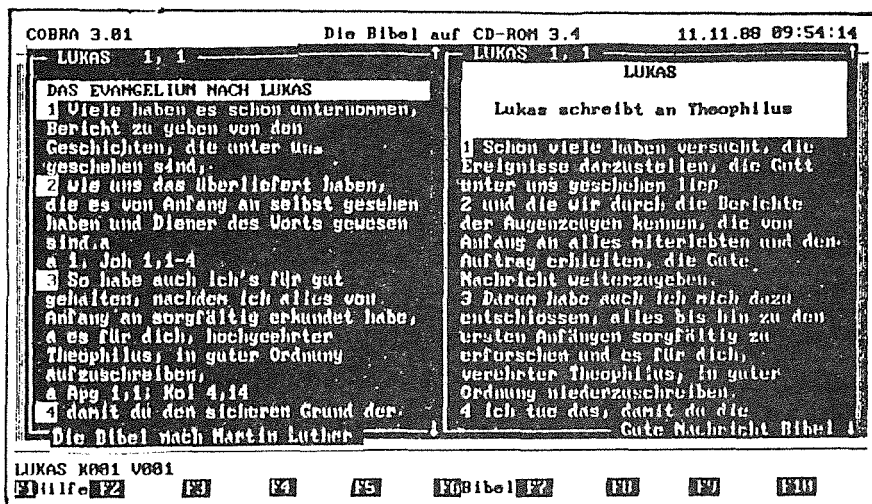 COBRA 3.01 Die Bibel auf CD-ROM 3.4 11.11.88 09:54:14
LUKAS 1, 1
DAS EVANGELIUM NACH LUKAS
1 Viele haben es schon unternommen,
Bericht zu geben von den
Geschichten, die unter uns
geschehen sind,
2 wie uns das überliefert haben,
die es von Anfang an selbst gesehen
haben und Diener des Worts gewesen
sind.a
a 1. Joh 1,1-4
3 So habe auch ich's für gut
gehalten, nachdem ich alles von
Anfang an sorgfältig erkundet habe,
a es für dich, hochgeehrter
Theophilus, in guter Ordnung
aufzuschreiben,
a Apg 1,1; Kol 4,14
4 damit du den sicheren Grund der
Die Bibel nach Martin Luther
LUKAS 1, 1
LUKAS
Lukas schreibt an Theophilus
1 Schon viele haben versucht, die
Ereignisse darzustellen, die Gott
unter uns geschehen ließ
2 und die wir durch die Berichte
der Augenzeugen kennen, die von
Anfang an alles miterlebten und den
Auftrag erhielten, die Gute
Nachricht weiterzugeben.
3 Darum habe auch ich mich dazu
entschlossen, alles bis hin zu den
ersten Anfängen sorgfältig zu
erforschen und es für dich,
verehrter Theophilus, in guter
Ordnung niederzuschreiben.
4 Ich tue das, damit du die
Gute Nachricht Bibel
LUKAS K001 V001
F1Hilfe F2 F3 F4 F5 F6Bibel F7 F8 F9 F10